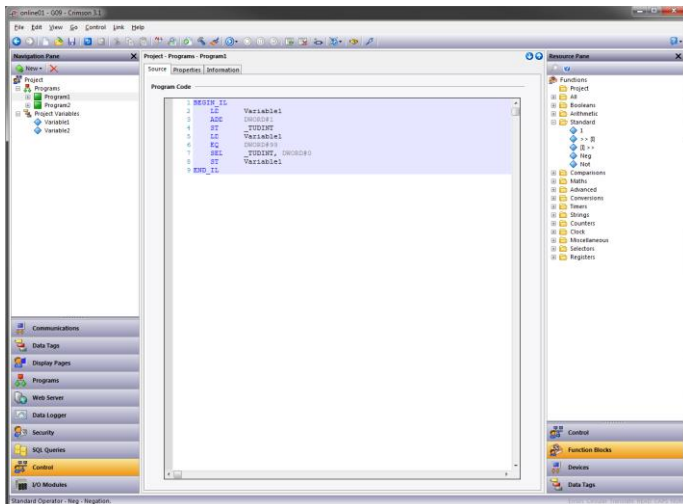 online01 - G09 - Crimson 3.1
File Edit View Go Control Link Help
Navigation Pane
New
Project
Programs
Program1
Program2
Project Variables
Variable1
Variable2
Communications
Data Tags
Display Pages
Programs
Web Server
Data Logger
Security
SQL Queries
Control
I/O Modules
Project - Programs - Program1
Source Properties Information
Program Code
1 BEGIN_IL
2 LD Variable1
3 ADD DWORD#1
4 ST _TUDINT
5 LD Variable1
6 EQ
7 SEL _TUDINT, DWORD#0
8 ST Variable1
9 END_IL
Resource Pane
Functions
Project
All
Booleans
Arithmetic
Standard
1
Neg
Not
Comparisons
Maths
Advanced
Conversions
Timers
Strings
Counters
Clock
Miscellaneous
Selectors
Registers
Control
Function Blocks
Devices
Data Tags
Standard Operator - Neg - Negation.